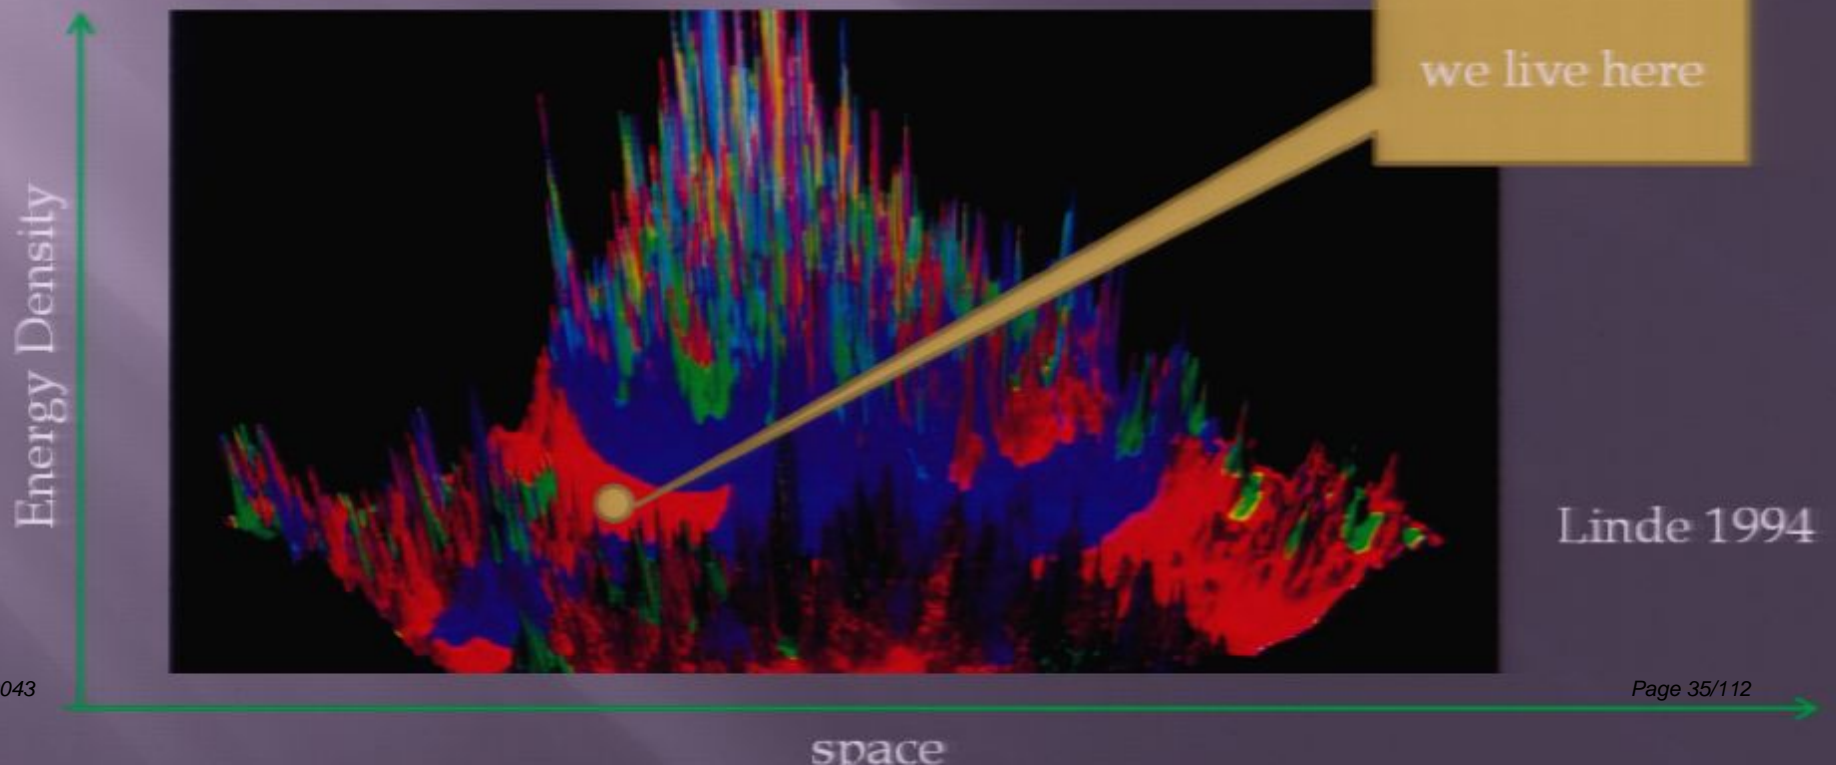 we live here
Energy Density
Linde 1994
043
Page 35/112
space